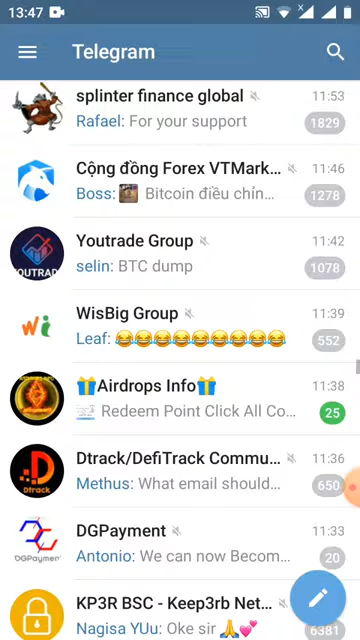 13:47
Telegram
splinter finance global 11:53
Rafael: For your support 1829
Cộng đồng Forex VTMark... 11:46
Boss: Bitcoin điều chỉn... 1278
Youtrade Group 11:42
YOUTRAD
selin: BTC dump 1078
WisBig Group 11:39
wi
Leaf: 😂😂😂😂😂😂😂😂😂 552
🎁Airdrops Info🎁 11:38
Redeem Point Click All Co... 25
Dtrack/DefiTrack Commu... 11:36
Dtrack
Methus: What email should... 650
DGPayment 11:33
DGPaymen
Antonio: We can now Becom... 20
KP3R BSC - Keep3rb Net...
Nagisa YUu: Oke sir 🙏💕 6381